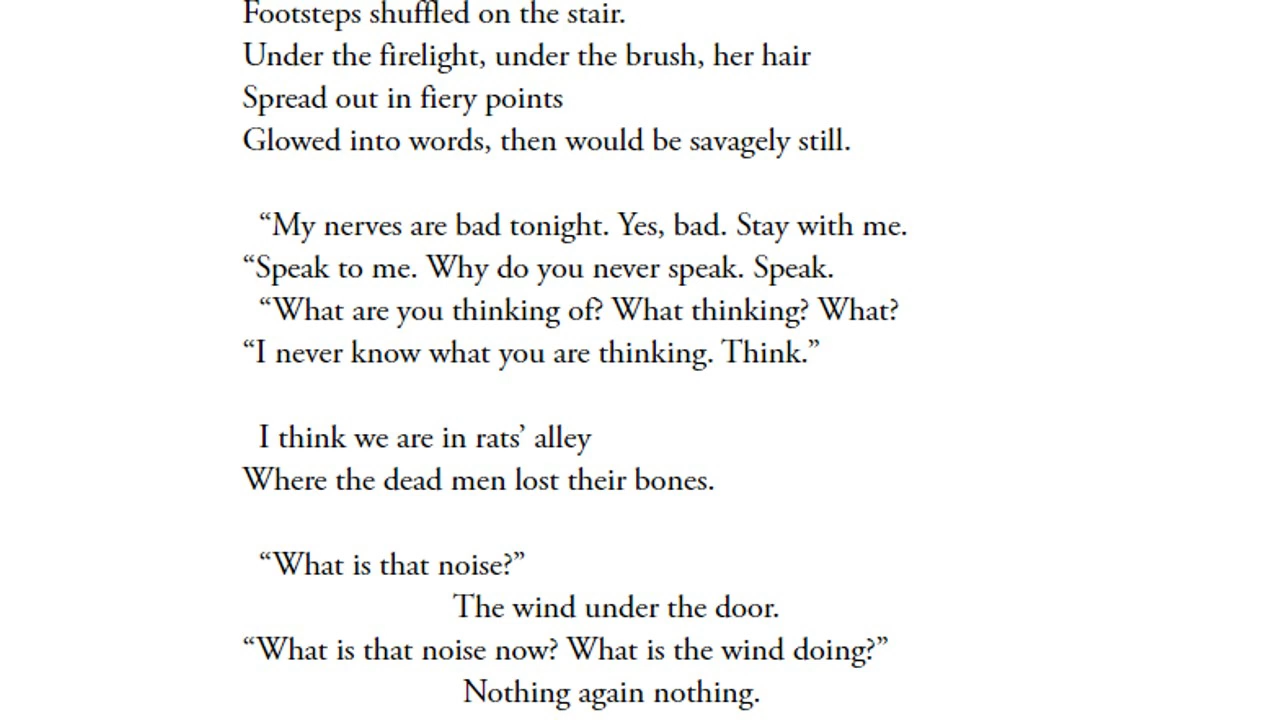 Footsteps shuffled on the stair.
Under the firelight, under the brush, her hair
Spread out in fiery points
Glowed into words, then would be savagely still.
“My nerves are bad tonight. Yes, bad. Stay with me.
“Speak to me. Why do you never speak. Speak.
“What are you thinking of? What thinking? What?
“I never know what you are thinking. Think.”
I think we are in rats’ alley
Where the dead men lost their bones.
“What is that noise?”
The wind under the door.
“What is that noise now? What is the wind doing?”
Nothing again nothing.